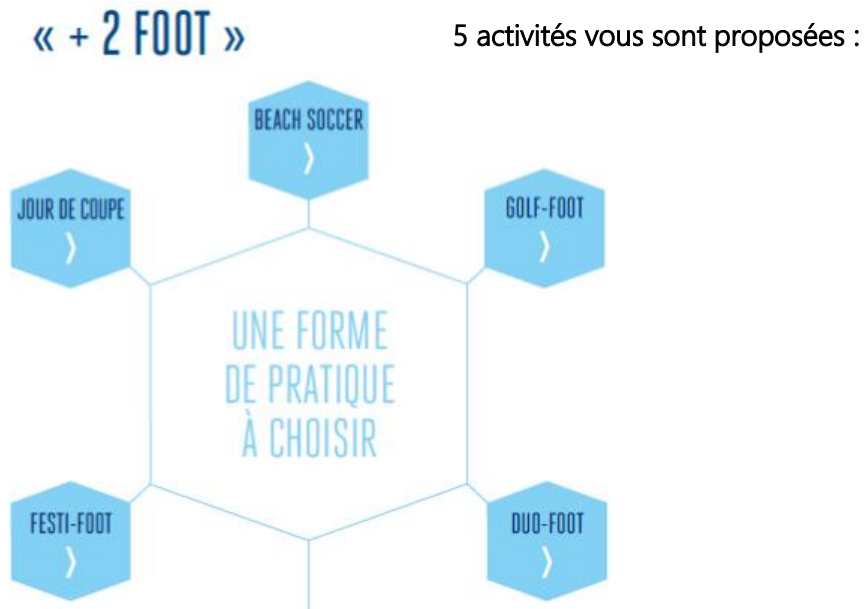 « + 2 FOOT »
5 activités vous sont proposées :
BEACH SOCCER
JOUR DE COUPE
GOLF-FOOT
UNE FORME
DE PRATIQUE
À CHOISIR
FESTI-FOOT
DUO-FOOT